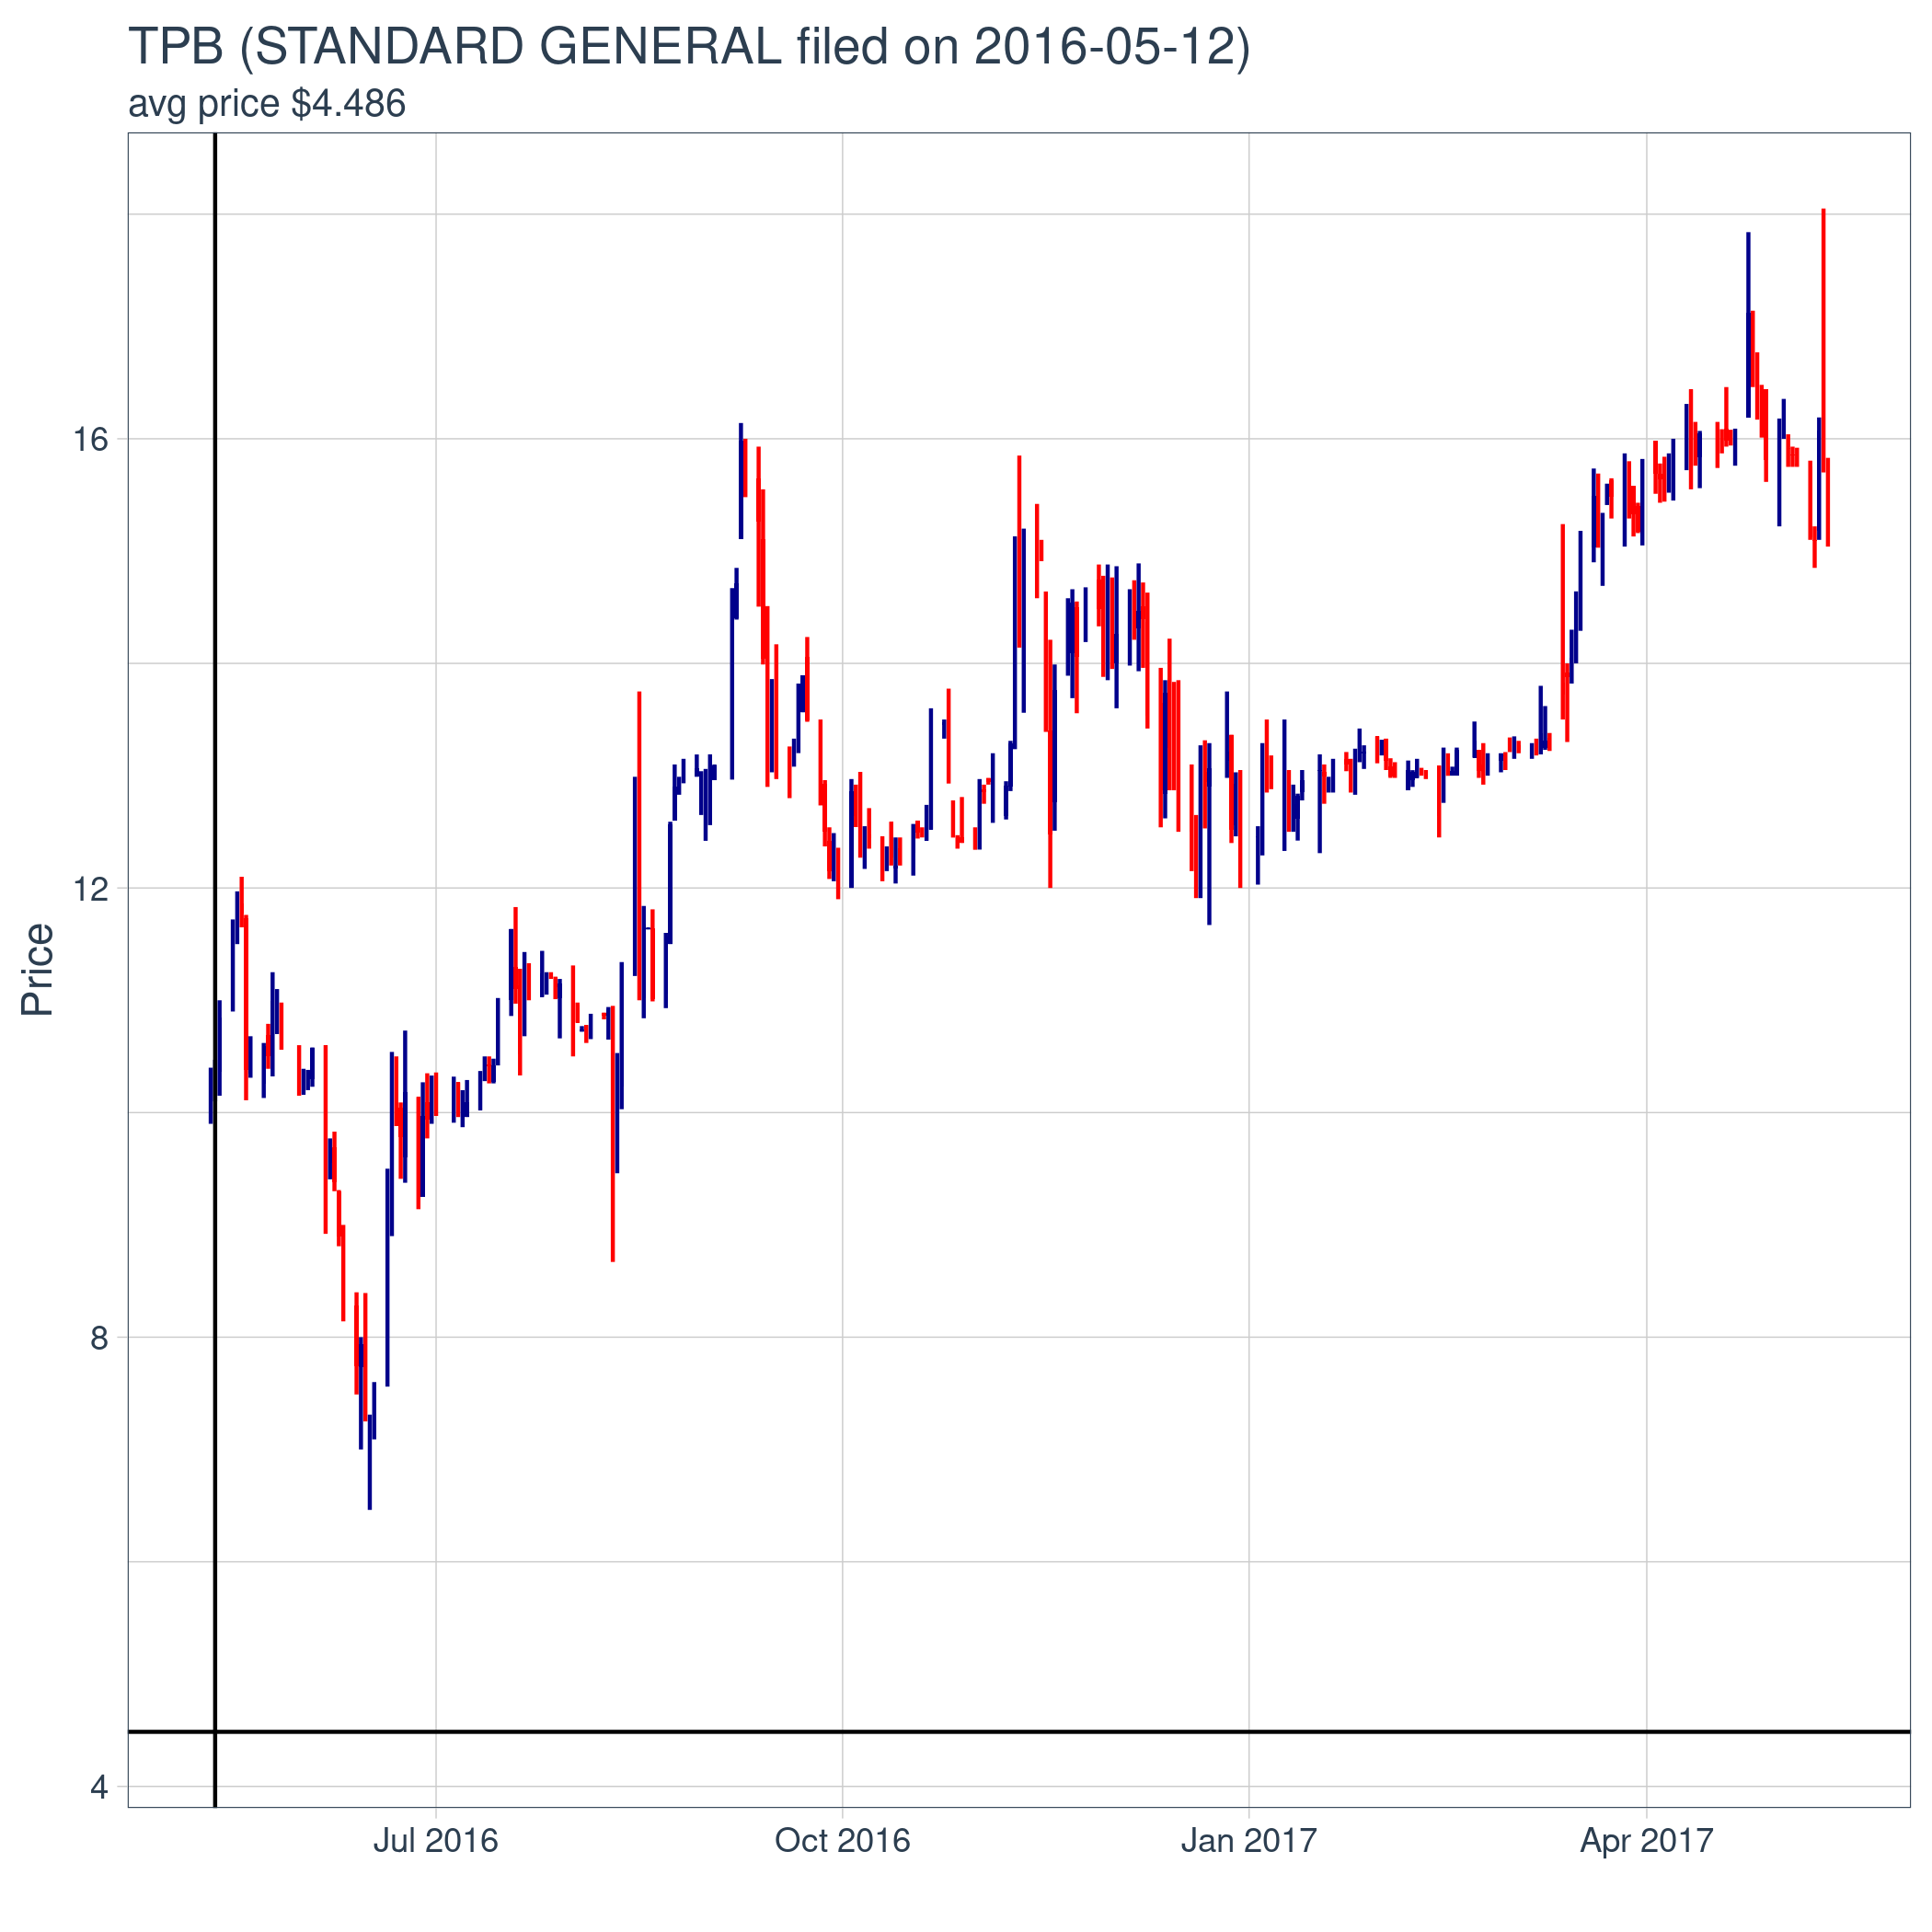 TPB (STANDARD GENERAL filed on 2016-05-12)
avg price $4.486
Price
16
12
8
4
Jul 2016
Oct 2016
Jan 2017
Apr 2017